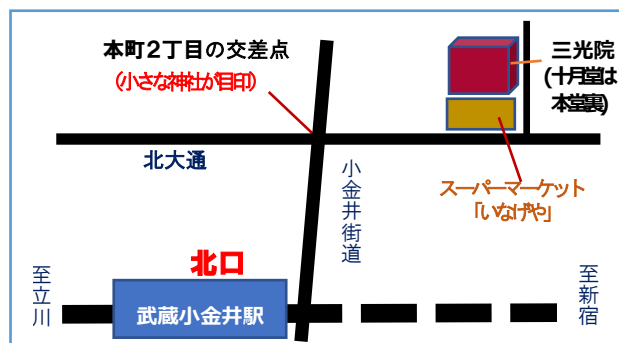 本町2丁目の交差点
(小さな神社が目印)
三光院
(十月堂は
本堂裏)
北大通
スーパーマーケット
「いなげや」
小金井街道
北口
至立川
武蔵小金井駅
至新宿